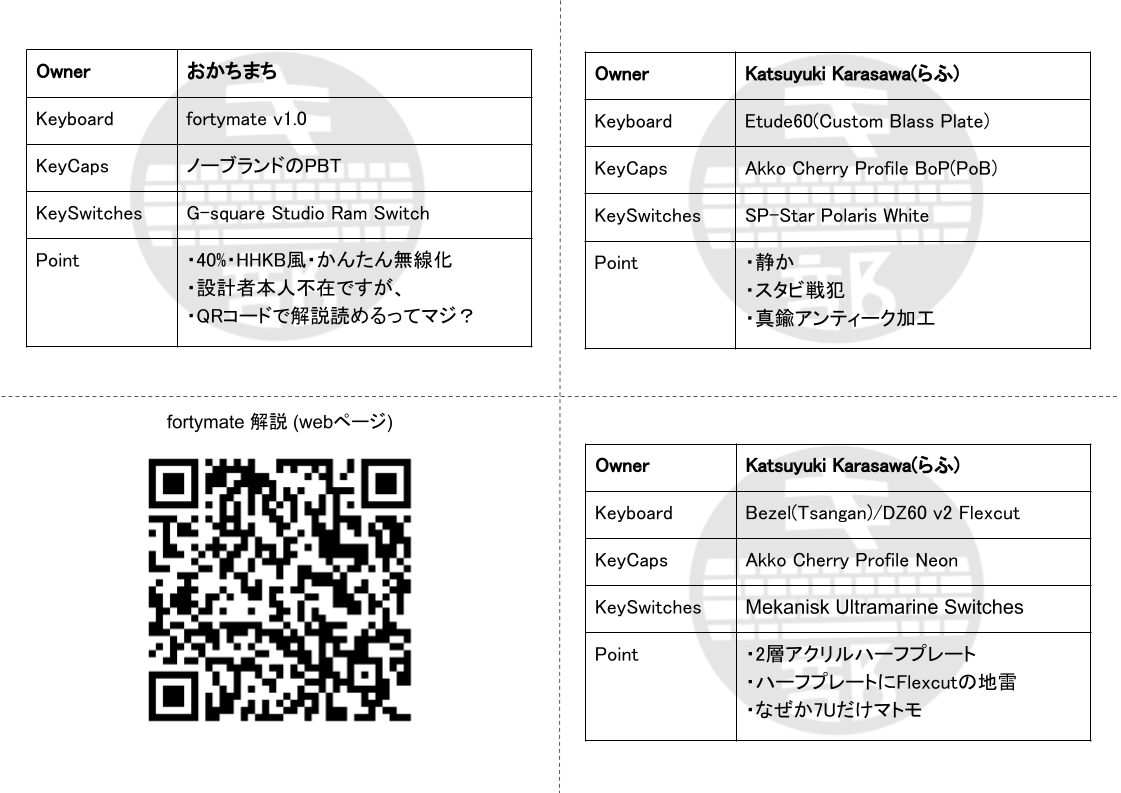 Owner おかちまち
Keyboard fortymate v1.0
KeyCaps ノーブランドのPBT
KeySwitches G-square Studio Ram Switch
Point ・40%・HHKB風・かんたん無線化
・設計者本人不在ですが、
・QRコードで解説読めるってマジ？
Owner Katsuyuki Karasawa(らふ)
Keyboard Etude60(Custom Blass Plate)
KeyCaps Akko Cherry Profile BoP(PoB)
KeySwitches SP-Star Polaris White
Point ・静か
・スタビ戦犯
・真鍮アンティーク加工
fortymate 解説 (webページ)
Owner Katsuyuki Karasawa(らふ)
Keyboard Bezel(Tsangan)/DZ60 v2 Flexcut
KeyCaps Akko Cherry Profile Neon
KeySwitches Mekanisk Ultramarine Switches
Point ・2層アクリルハーフプレート
・ハーフプレートにFlexcutの地雷
・なぜか7Uだけマトモ